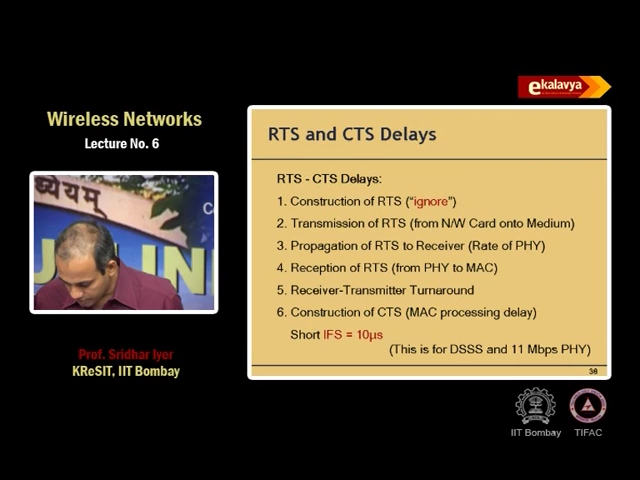 ekalavya
Wireless Networks
Lecture No. 6
ध्येयम्
Prof. Sridhar Iyer
KReSIT, IIT Bombay
RTS and CTS Delays
RTS - CTS Delays:
1. Construction of RTS (“ignore”)
2. Transmission of RTS (from N/W Card onto Medium)
3. Propagation of RTS to Receiver (Rate of PHY)
4. Reception of RTS (from PHY to MAC)
5. Receiver-Transmitter Turnaround
6. Construction of CTS (MAC processing delay)
Short IFS = 10µs
(This is for DSSS and 11 Mbps PHY)
36
IIT Bombay
TIFAC